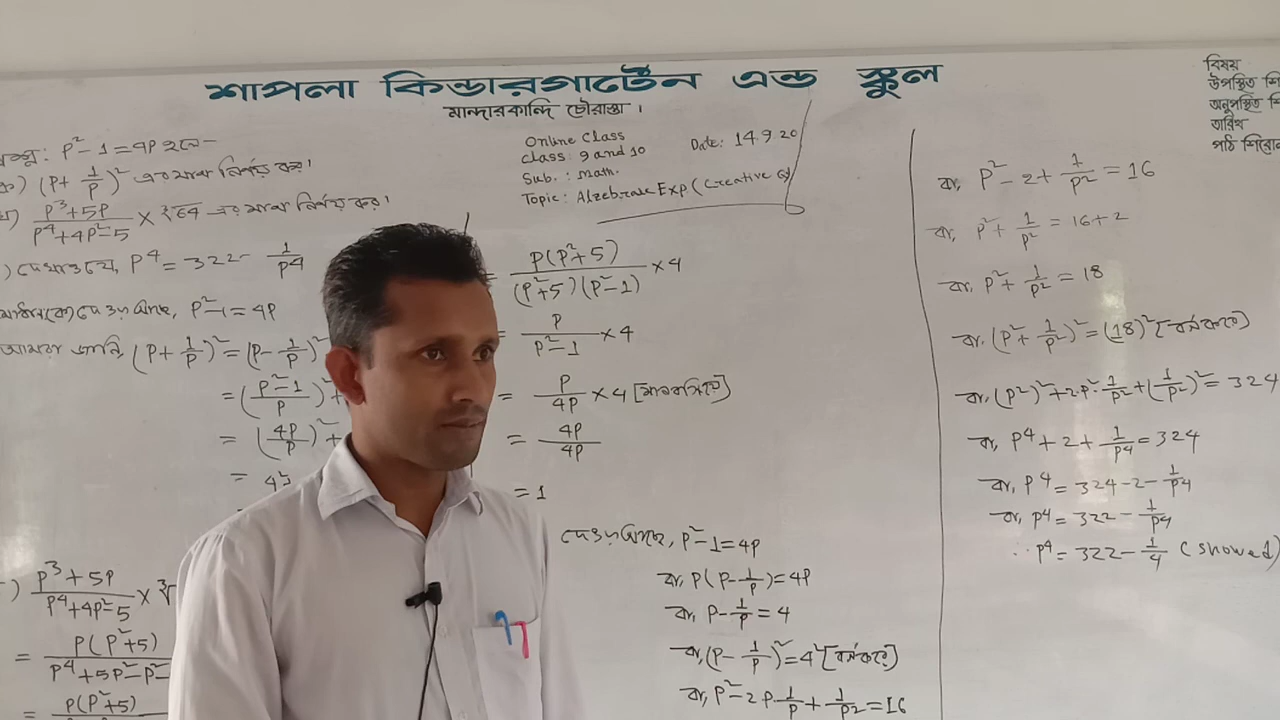 শাপলা কিন্ডারগার্টেন এন্ড স্কুল
মান্দারকান্দি চৌরাস্তা ।
বিষয়
উপস্থিত শি
অনুপস্থিত শি
তারিখ
পাঠ শিরোন
Online Class
Class: 9 and 10
Sub.: math.
Topic: Algebraic Exp (Creative Q)
Date: 14.9.20
প্রশ্ন: P²-1=4P হলে-
ক) (P+1/P)² এর মান নির্ণয় কর।
খ) P³+5P/P⁴+4P²-5 × ³√64 এর মান নির্ণয় কর।
) দেখাও যে, P⁴ = 322 - 1/P⁴
দেওয়া আছে, P²-1=4P
আমরা জানি, (P+1/P)² = (P-1/P)²
= (P²-1/P)² +
= (4P/P)² +
= 4²
) P³+5P/P⁴+4P²-5 × ³√
= P(P²+5)/P⁴+5P²-P²-
= P(P²+5)
= P(P²+5)/(P²+5)(P²-1) × 4
= P/P²-1 × 4
= P/4P × 4 [মান বসিয়ে]
= 4P/4P
= 1
দেওয়া আছে, P²-1=4P
বা, P(P-1/P)=4P
বা, P-1/P=4
বা, (P-1/P)²=4² [বর্গ করে]
বা, P²-2P·1/P+1/P²=16
বা, P²-2+1/P²=16
বা, P²+1/P²=16+2
বা, P²+1/P²=18
বা, (P²+1/P²)²=(18)² [বর্গ করে]
বা, (P²)²+2P²·1/P²+(1/P²)²=324
বা, P⁴+2+1/P⁴=324
বা, P⁴=324-2-1/P⁴
বা, P⁴=322-1/P⁴
∴ P⁴=322-1/4 (Showed)